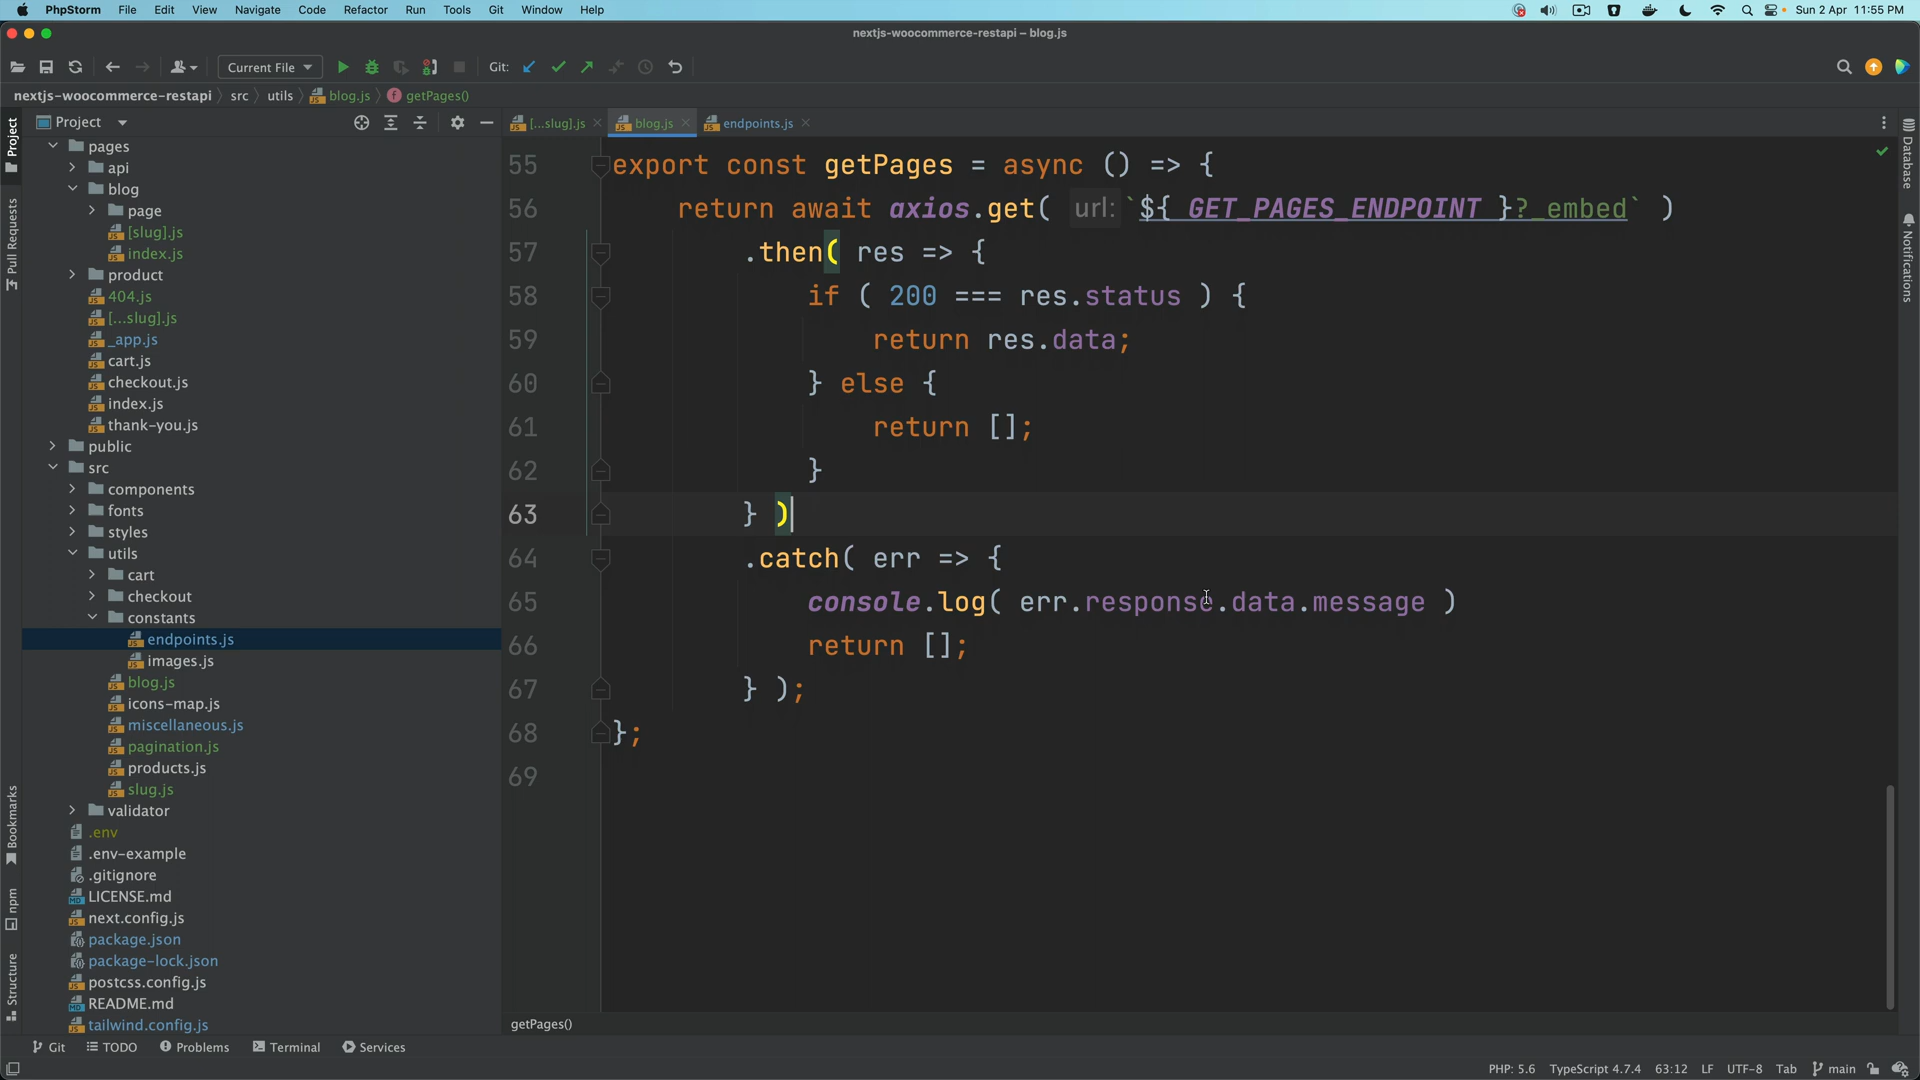 PhpStorm File Edit View Navigate Code Refactor Run Tools Git Window Help Sun 2 Apr 11:55 PM
nextjs-woocommerce-restapi – blog.js
Current File Git:
nextjs-woocommerce-restapi src utils blog.js getPages()
Project
[...slug].js blog.js endpoints.js
Project
Pull Requests
Bookmarks
npm
Structure
pages
api
blog
page
[slug].js
index.js
product
404.js
[...slug].js
_app.js
cart.js
checkout.js
index.js
thank-you.js
public
src
components
fonts
styles
utils
cart
checkout
constants
endpoints.js
images.js
blog.js
icons-map.js
miscellaneous.js
pagination.js
products.js
slug.js
validator
.env
.env-example
.gitignore
LICENSE.md
next.config.js
package.json
package-lock.json
postcss.config.js
README.md
tailwind.config.js
55 export const getPages = async () => {
56 return await axios.get( url: `${ GET_PAGES_ENDPOINT }?_embed` )
57 .then( res => {
58 if ( 200 === res.status ) {
59 return res.data;
60 } else {
61 return [];
62 }
63 } )
64 .catch( err => {
65 console.log( err.response.data.message )
66 return [];
67 } );
68 };
69
getPages()
Database
Notifications
Git TODO Problems Terminal Services
PHP: 5.6 TypeScript 4.7.4 63:12 LF UTF-8 Tab main